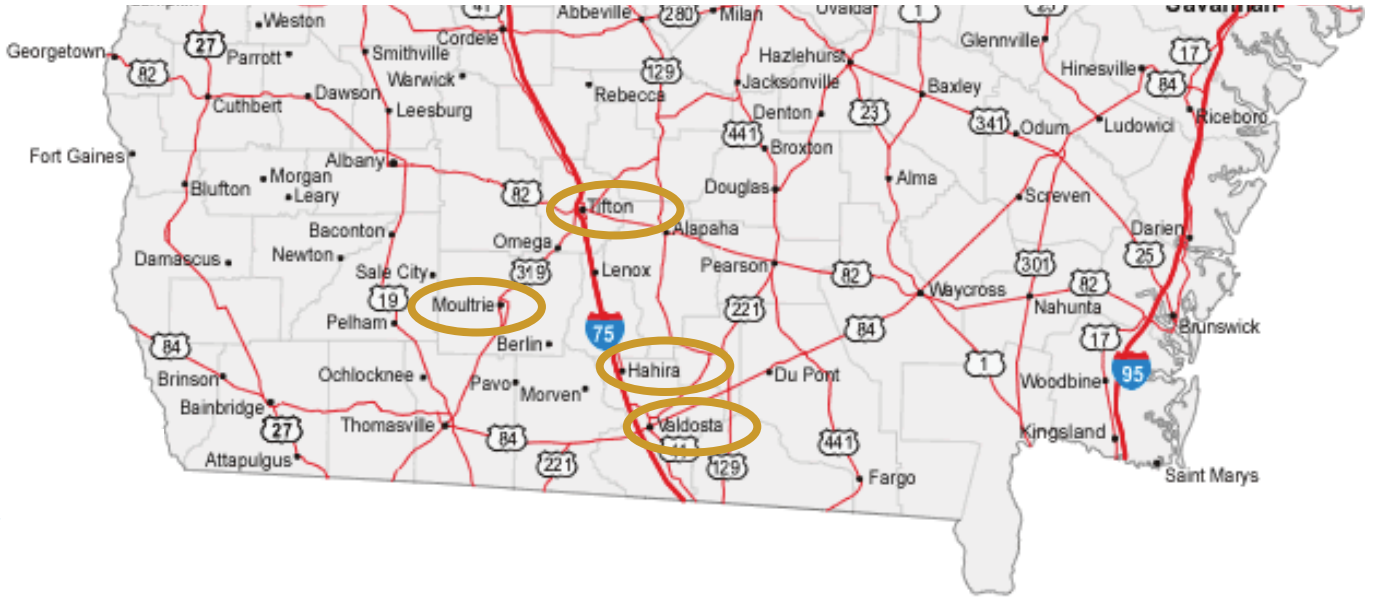 Savannah
Weston
41
Abbeville
280
Milan
Uvalda
1
Georgetown
27
Parrott
Smithville
Cordele
Hazlehurst
Glennville
17
82
Warwick
129
Jacksonville
Hinesville
84
Cuthbert
Dawson
Leesburg
Rebecca
Denton
23
Baxley
341
Odum
Ludowici
Riceboro
441
Broxton
Fort Gaines
Albany
Blufton
Morgan
Leary
82
Tifton
Douglas
Alma
Screven
Baconton
Omega
Alapaha
Darien
Damascus
Newton
Sale City
319
Lenox
Pearson
82
301
25
19
Moultrie
221
Waycross
82
Nahunta
Pelham
75
84
17
Brunswick
84
Berlin
Brinson
Ochlocknee
Pavo
Morven
Hahira
Du Pont
1
Woodbine
95
Bainbridge
27
Thomasville
84
Valdosta
441
Kingsland
Attapulgus
221
129
Fargo
Saint Marys